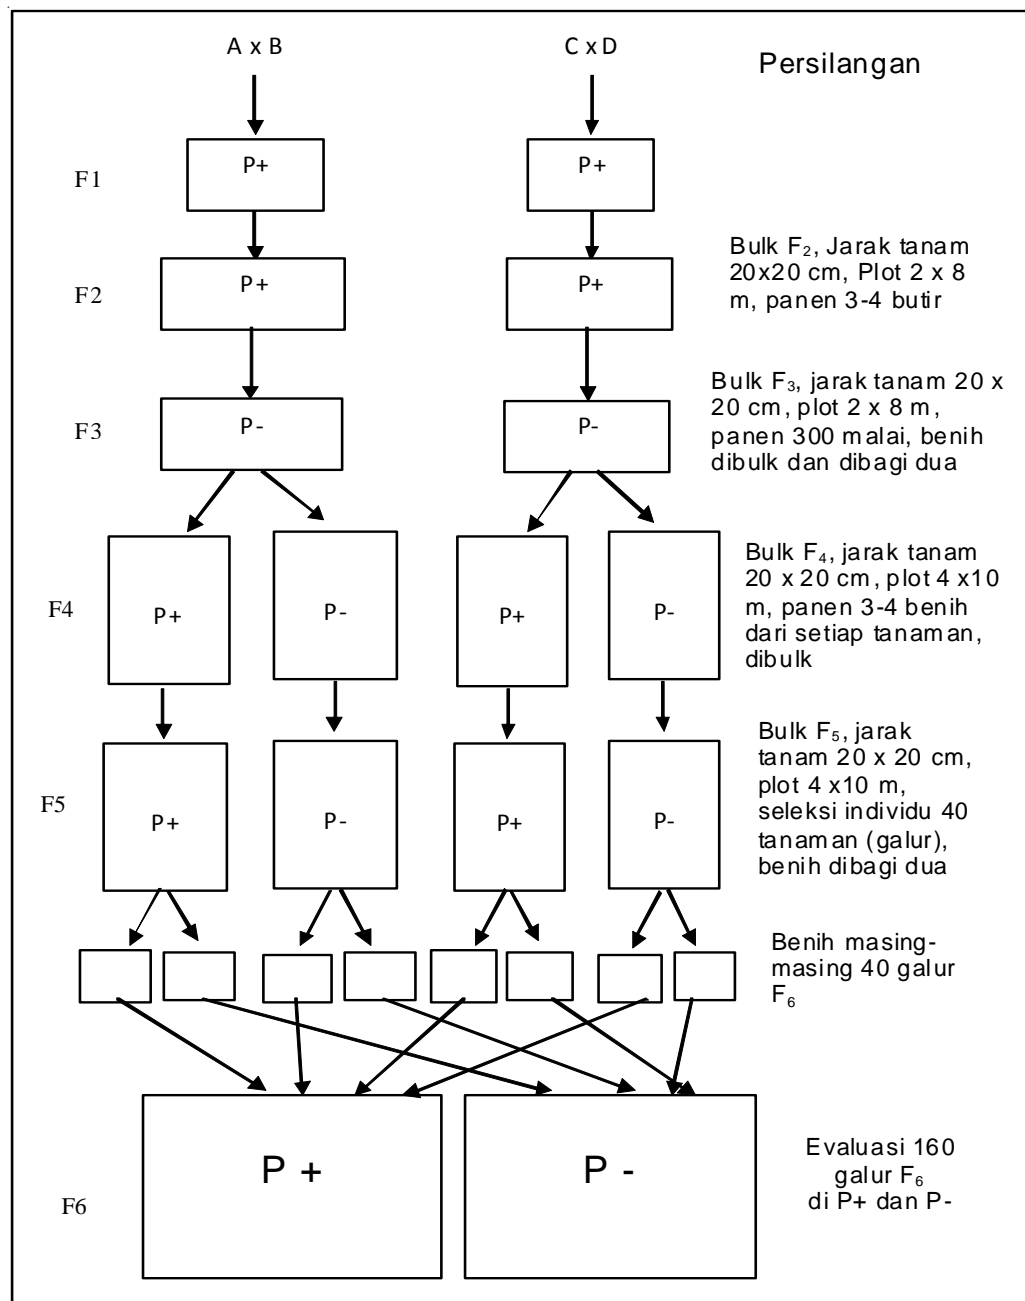 A x B
C x D
Persilangan
F1
P+
P+
F2
P+
P+
Bulk F₂, Jarak tanam
20x20 cm, Plot 2 x 8
m, panen 3-4 butir
F3
P-
P-
Bulk F₃, jarak tanam 20 x
20 cm, plot 2 x 8 m,
panen 300 malai, benih
dibulk dan dibagi dua
F4
P+
P-
P+
P-
Bulk F₄, jarak tanam
20 x 20 cm, plot 4 x10
m, panen 3-4 benih
dari setiap tanaman,
dibulk
F5
P+
P-
P+
P-
Bulk F₅, jarak
tanam 20 x 20 cm,
plot 4 x10 m,
seleksi individu 40
tanaman (galur),
benih dibagi dua
Benih masing-
masing 40 galur
F₆
F6
P +
P -
Evaluasi 160
galur F₆
di P+ dan P-